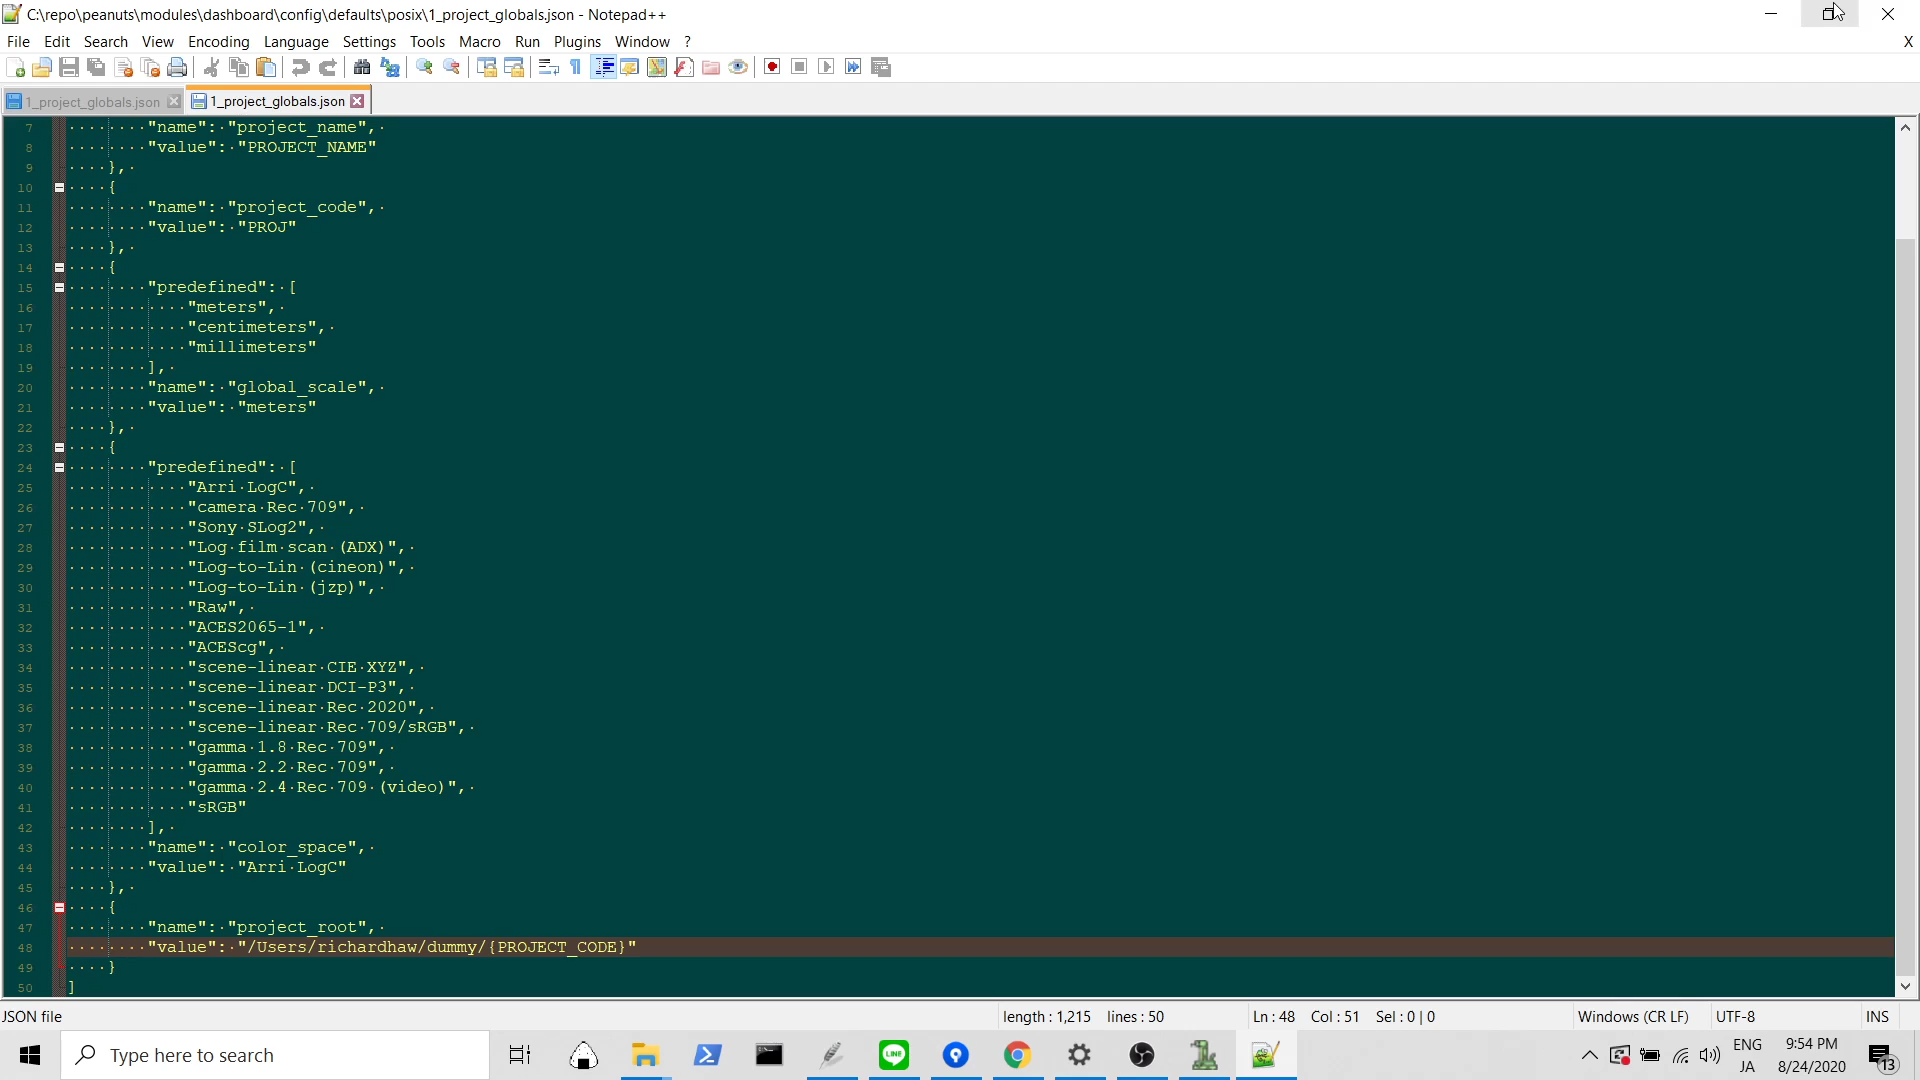 C:\repo\peanuts\modules\dashboard\config\defaults\posix\1_project_globals.json - Notepad++
File Edit Search View Encoding Language Settings Tools Macro Run Plugins Window ? X
1_project_globals.json 1_project_globals.json
7 "name": "project_name",
8 "value": "PROJECT_NAME"
9 },
10 {
11 "name": "project_code",
12 "value": "PROJ"
13 },
14 {
15 "predefined": [
16 "meters",
17 "centimeters",
18 "millimeters"
19 ],
20 "name": "global_scale",
21 "value": "meters"
22 },
23 {
24 "predefined": [
25 "Arri LogC",
26 "camera Rec 709",
27 "Sony SLog2",
28 "Log film scan (ADX)",
29 "Log-to-Lin (cineon)",
30 "Log-to-Lin (jzp)",
31 "Raw",
32 "ACES2065-1",
33 "ACEScg",
34 "scene-linear CIE XYZ",
35 "scene-linear DCI-P3",
36 "scene-linear Rec 2020",
37 "scene-linear Rec 709/sRGB",
38 "gamma 1.8 Rec 709",
39 "gamma 2.2 Rec 709",
40 "gamma 2.4 Rec 709 (video)",
41 "sRGB"
42 ],
43 "name": "color_space",
44 "value": "Arri LogC"
45 },
46 {
47 "name": "project_root",
48 "value": "/Users/richardhaw/dummy/{PROJECT_CODE}"
49 }
50 ]
JSON file length : 1,215 lines : 50 Ln : 48 Col : 51 Sel : 0 | 0 Windows (CR LF) UTF-8 INS
Type here to search LINE ENG 9:54 PM
JA 8/24/2020 13